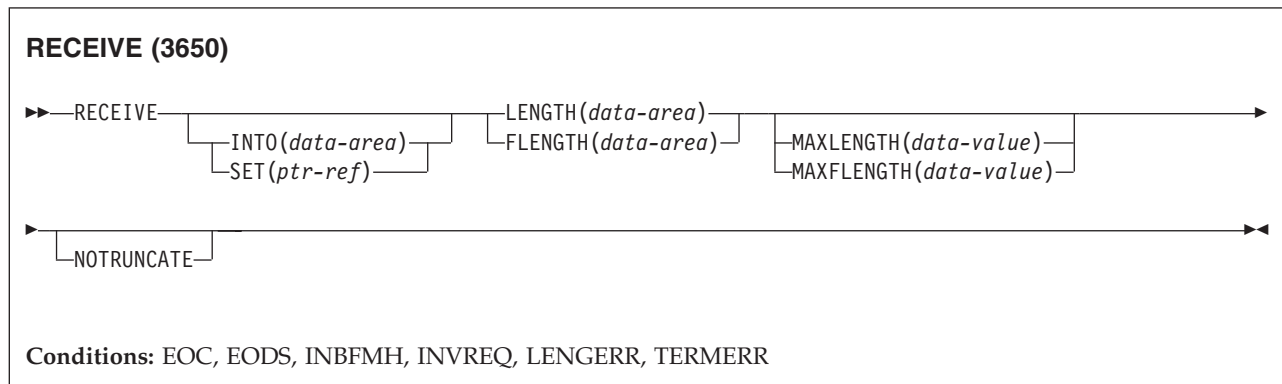 RECEIVE (3650)
RECEIVE LENGTH(data-area)
INTO(data-area) FLENGTH(data-area) MAXLENGTH(data-value)
SET(ptr-ref) MAXFLENGTH(data-value)
NOTRUNCATE
Conditions: EOC, EODS, INBFMH, INVREQ, LENGERR, TERMERR